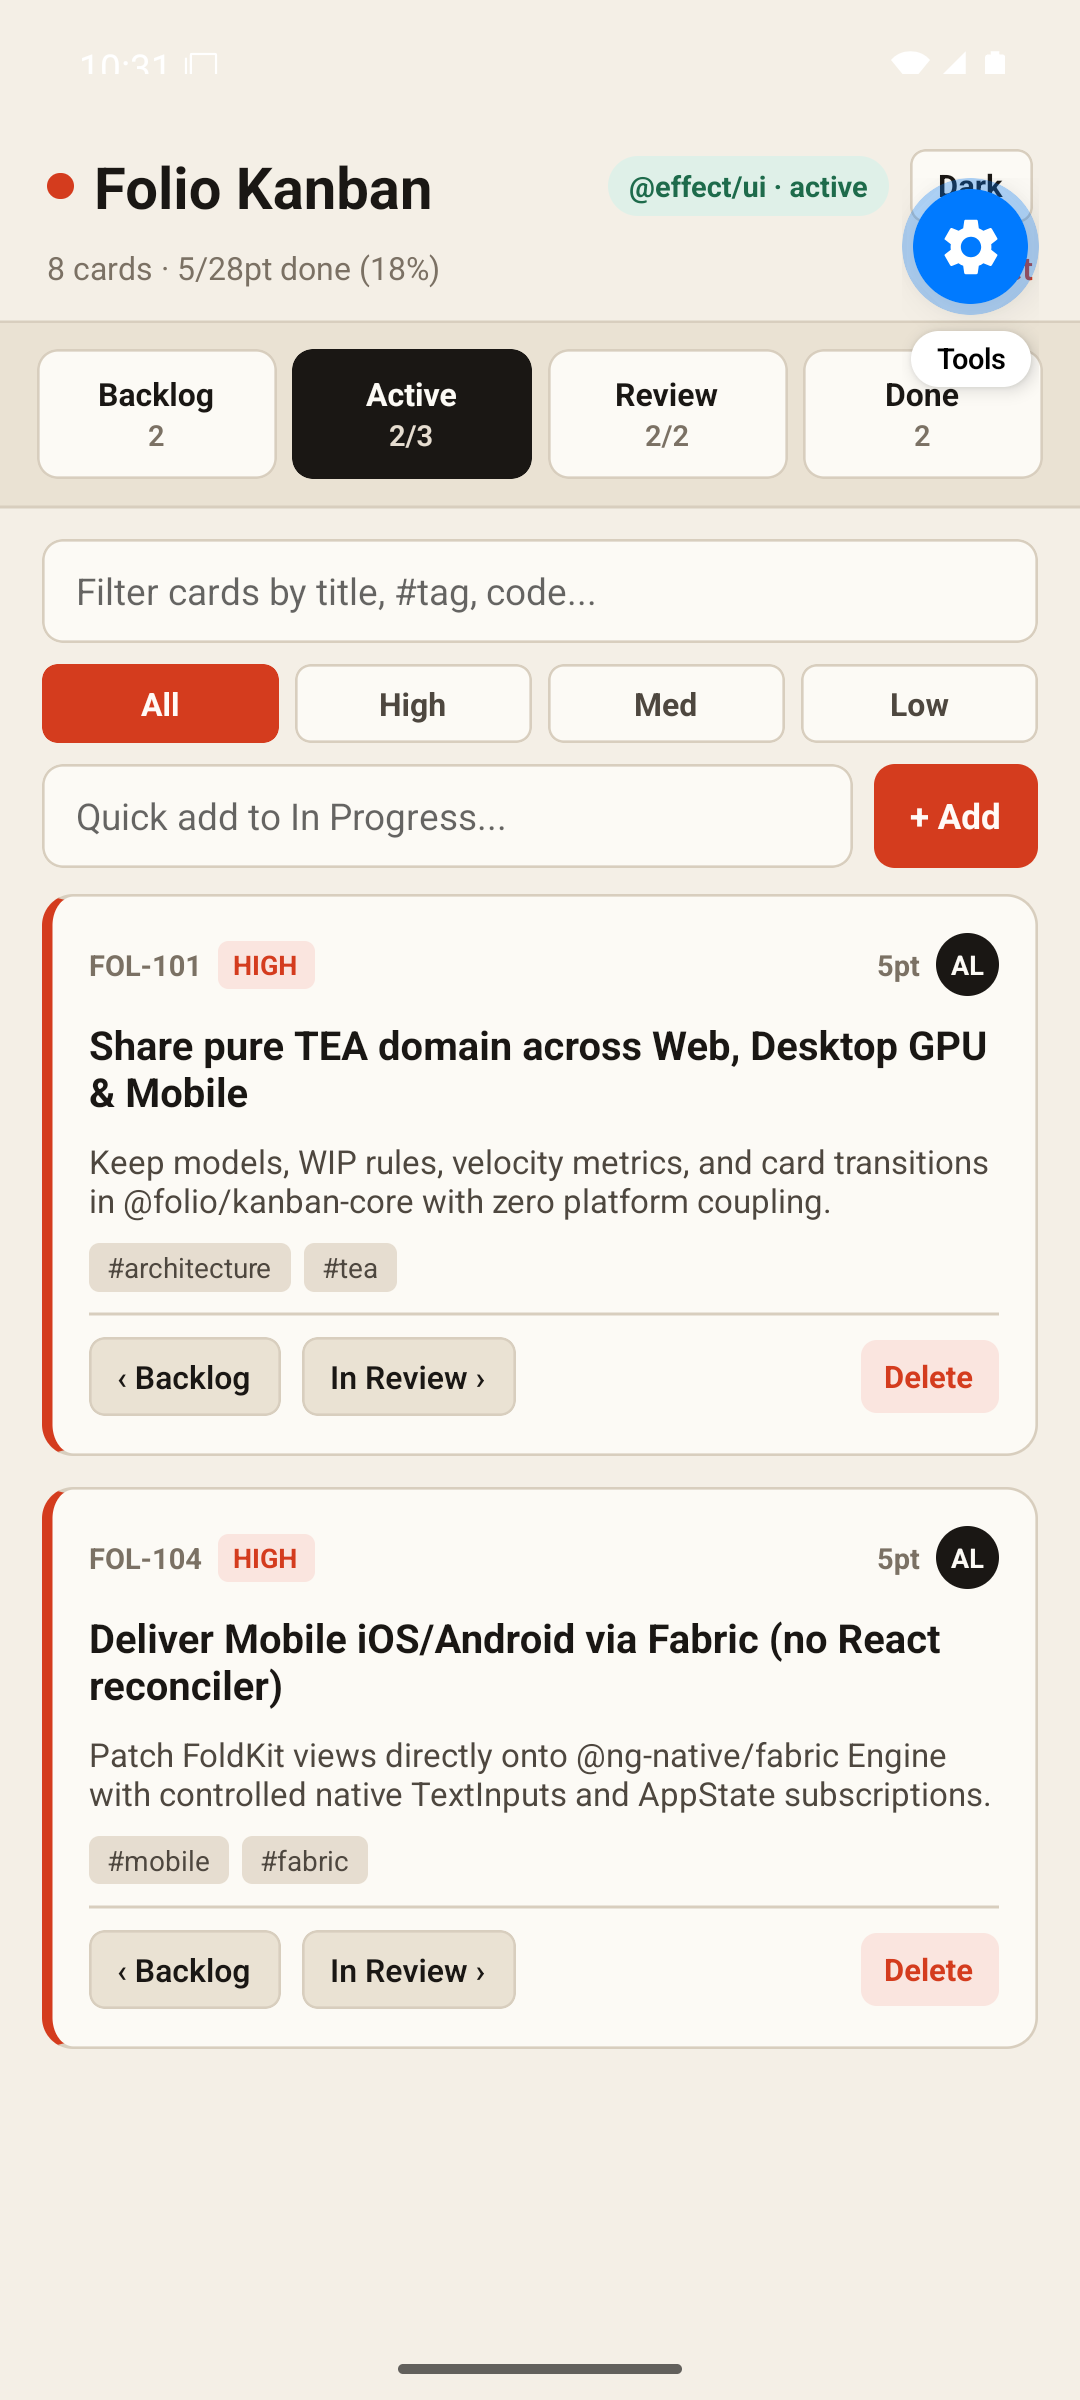 10:31
Folio Kanban
@effect/ui · active
Dark
8 cards · 5/28pt done (18%)
Tools
Backlog
2
Active
2/3
Review
2/2
Done
2
Filter cards by title, #tag, code...
All
High
Med
Low
Quick add to In Progress...
+ Add
FOL-101
HIGH
5pt
AL
Share pure TEA domain across Web, Desktop GPU
& Mobile
Keep models, WIP rules, velocity metrics, and card transitions
in @folio/kanban-core with zero platform coupling.
#architecture
#tea
‹ Backlog
In Review ›
Delete
FOL-104
HIGH
5pt
AL
Deliver Mobile iOS/Android via Fabric (no React
reconciler)
Patch FoldKit views directly onto @ng-native/fabric Engine
with controlled native TextInputs and AppState subscriptions.
#mobile
#fabric
‹ Backlog
In Review ›
Delete